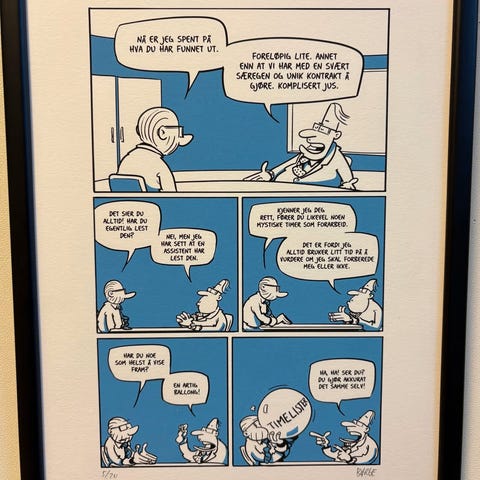 NÅ ER JEG SPENT PÅ
HVA DU HAR FUNNET UT.
FORELØPIG LITE. ANNET
ENN AT VI HAR MED EN SVÆRT
SÆREGEN OG UNIK KONTRAKT Å
GJØRE. KOMPLISERT JUS.
DET SIER DU
ALLTID! HAR DU
EGENTLIG LEST
DEN?
NEI, MEN JEG
HAR SETT AT EN
ASSISTENT HAR
LEST DEN.
KJENNER JEG DEG
RETT, FØRER DU LIKEVEL NOEN
MYSTISKE TIMER SOM FORARBEID.
DET ER FORDI JEG
ALLTID BRUKER LITT TID PÅ Å
VURDERE OM JEG SKAL FORBEREDE
MEG ELLER IKKE.
HAR DU NOE
SOM HELST Å VISE
FRAM?
EN ARTIG
BALLONG!
TIMELISTER
HA, HA! SER DU?
DU GJØR AKKURAT
DET SAMME SELV!
5/20
BØRGE